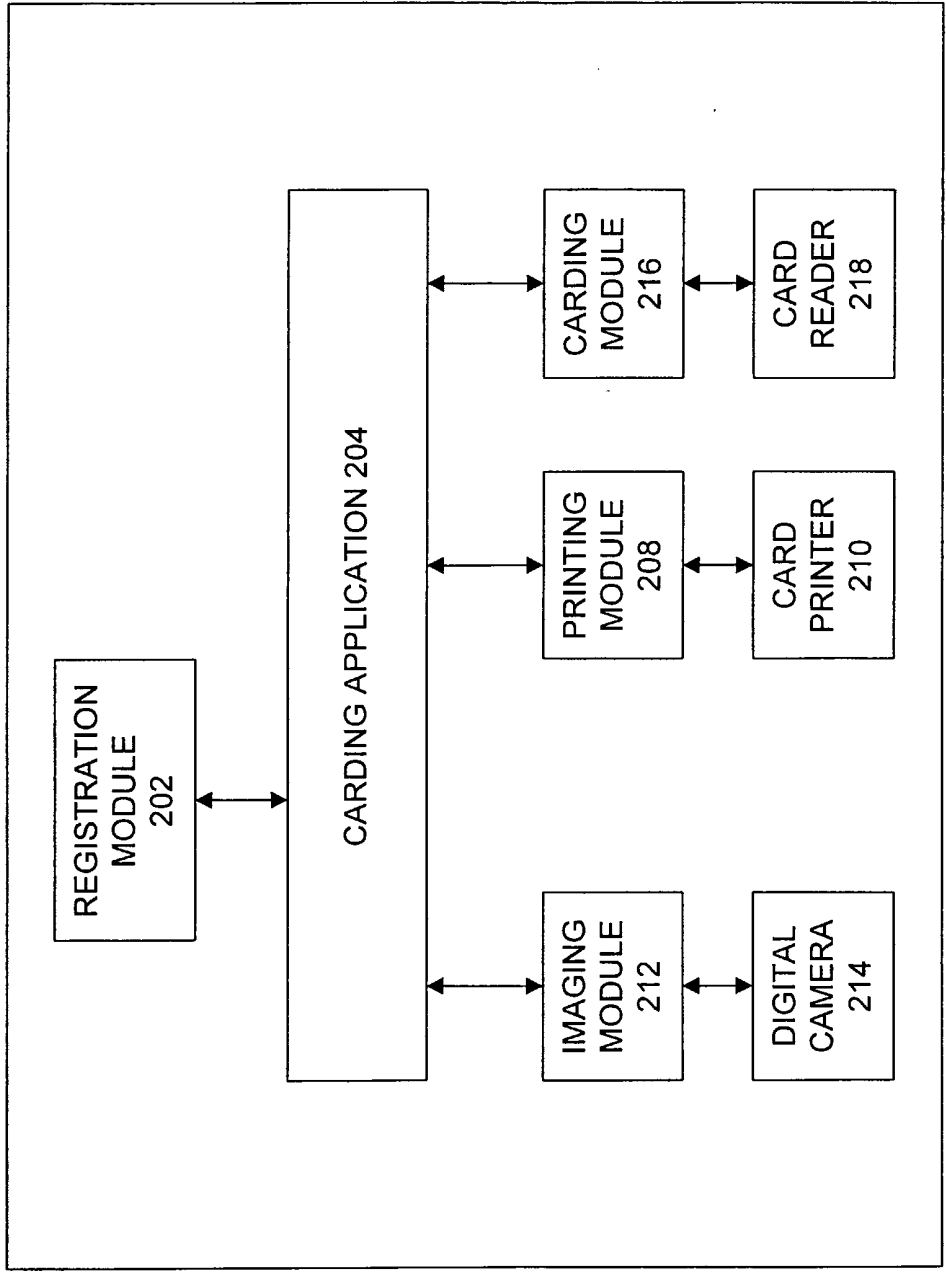 REGISTRATION
MODULE
202
CARDING APPLICATION 204
IMAGING
MODULE
212
PRINTING
MODULE
208
CARDING
MODULE
216
DIGITAL
CAMERA
214
CARD
PRINTER
210
CARD
READER
218